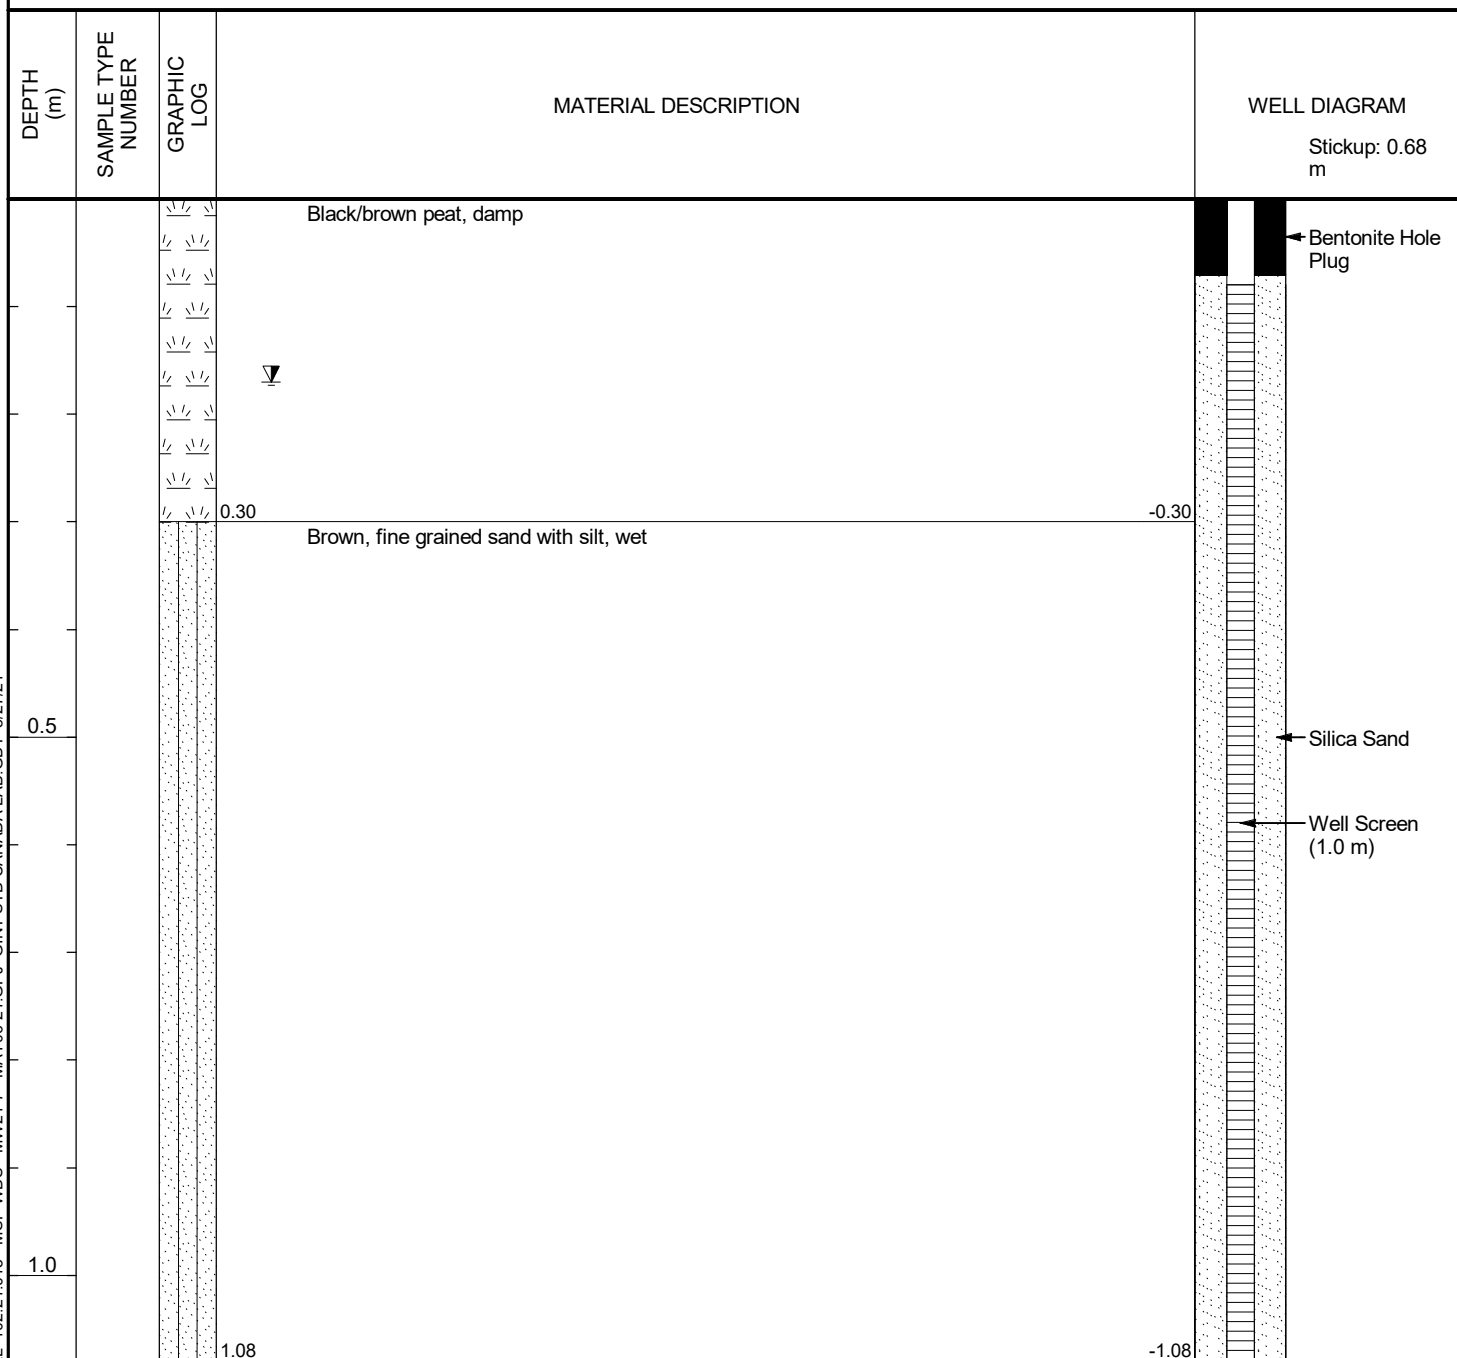 DEPTH
(m)
SAMPLE TYPE
NUMBER
GRAPHIC
LOG
MATERIAL DESCRIPTION
WELL DIAGRAM
Stickup: 0.68
m
Black/brown peat, damp
Bentonite Hole
Plug
0.30
-0.30
Brown, fine grained sand with silt, wet
0.5
Silica Sand
Well Screen
(1.0 m)
1.0
1.08
-1.08